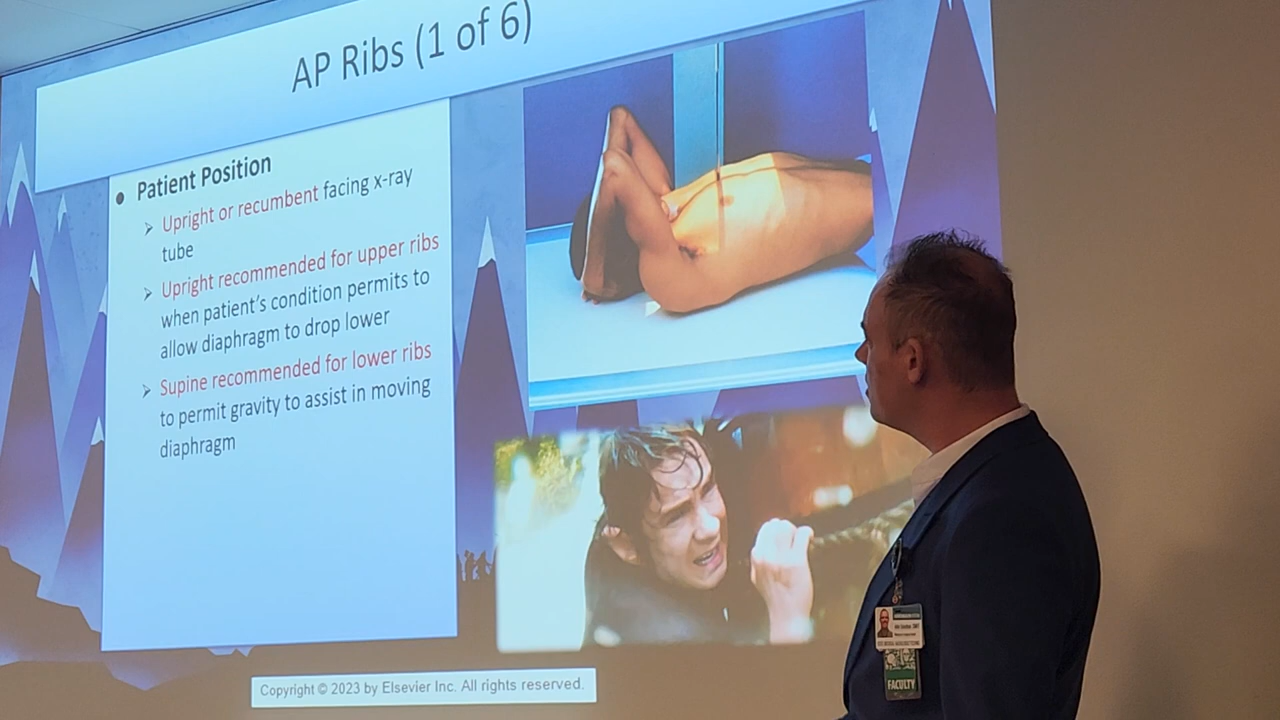 AP Ribs (1 of 6)
• Patient Position
➢ Upright or recumbent facing x-ray
tube
➢ Upright recommended for upper ribs
when patient's condition permits to
allow diaphragm to drop lower
➢ Supine recommended for lower ribs
to permit gravity to assist in moving
diaphragm
Copyright © 2023 by Elsevier Inc. All rights reserved.
FACULTY